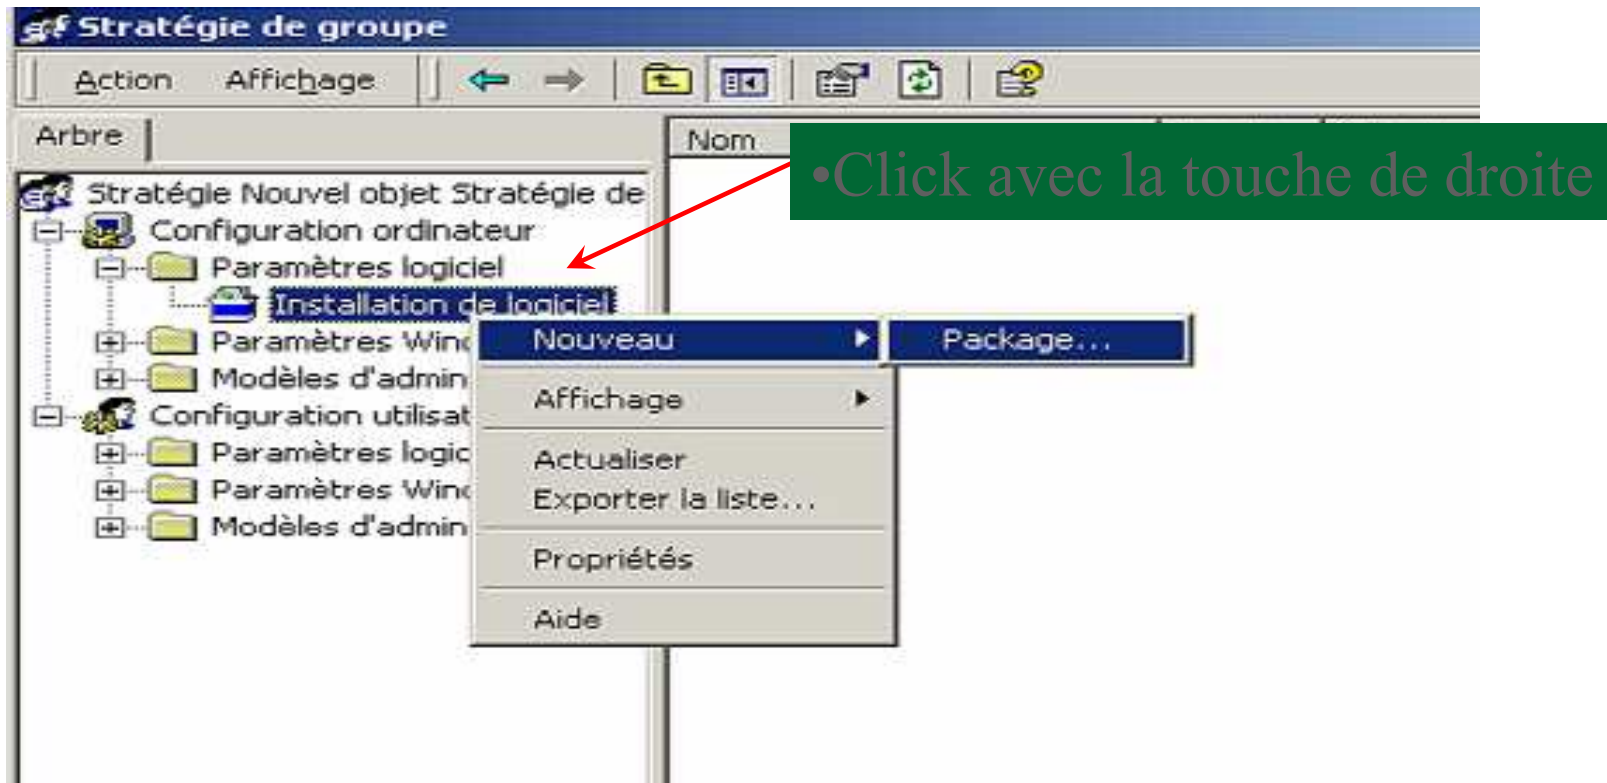 Stratégie de groupe
Action Affichage
Arbre
Nom
•Click avec la touche de droite
Stratégie Nouvel objet Stratégie de
Configuration ordinateur
Paramètres logiciel
Installation de logiciel
Paramètres Wind
Modèles d'admin
Configuration utilisat
Paramètres logic
Paramètres Wind
Modèles d'admin
Nouveau
Package...
Affichage
Actualiser
Exporter la liste...
Propriétés
Aide